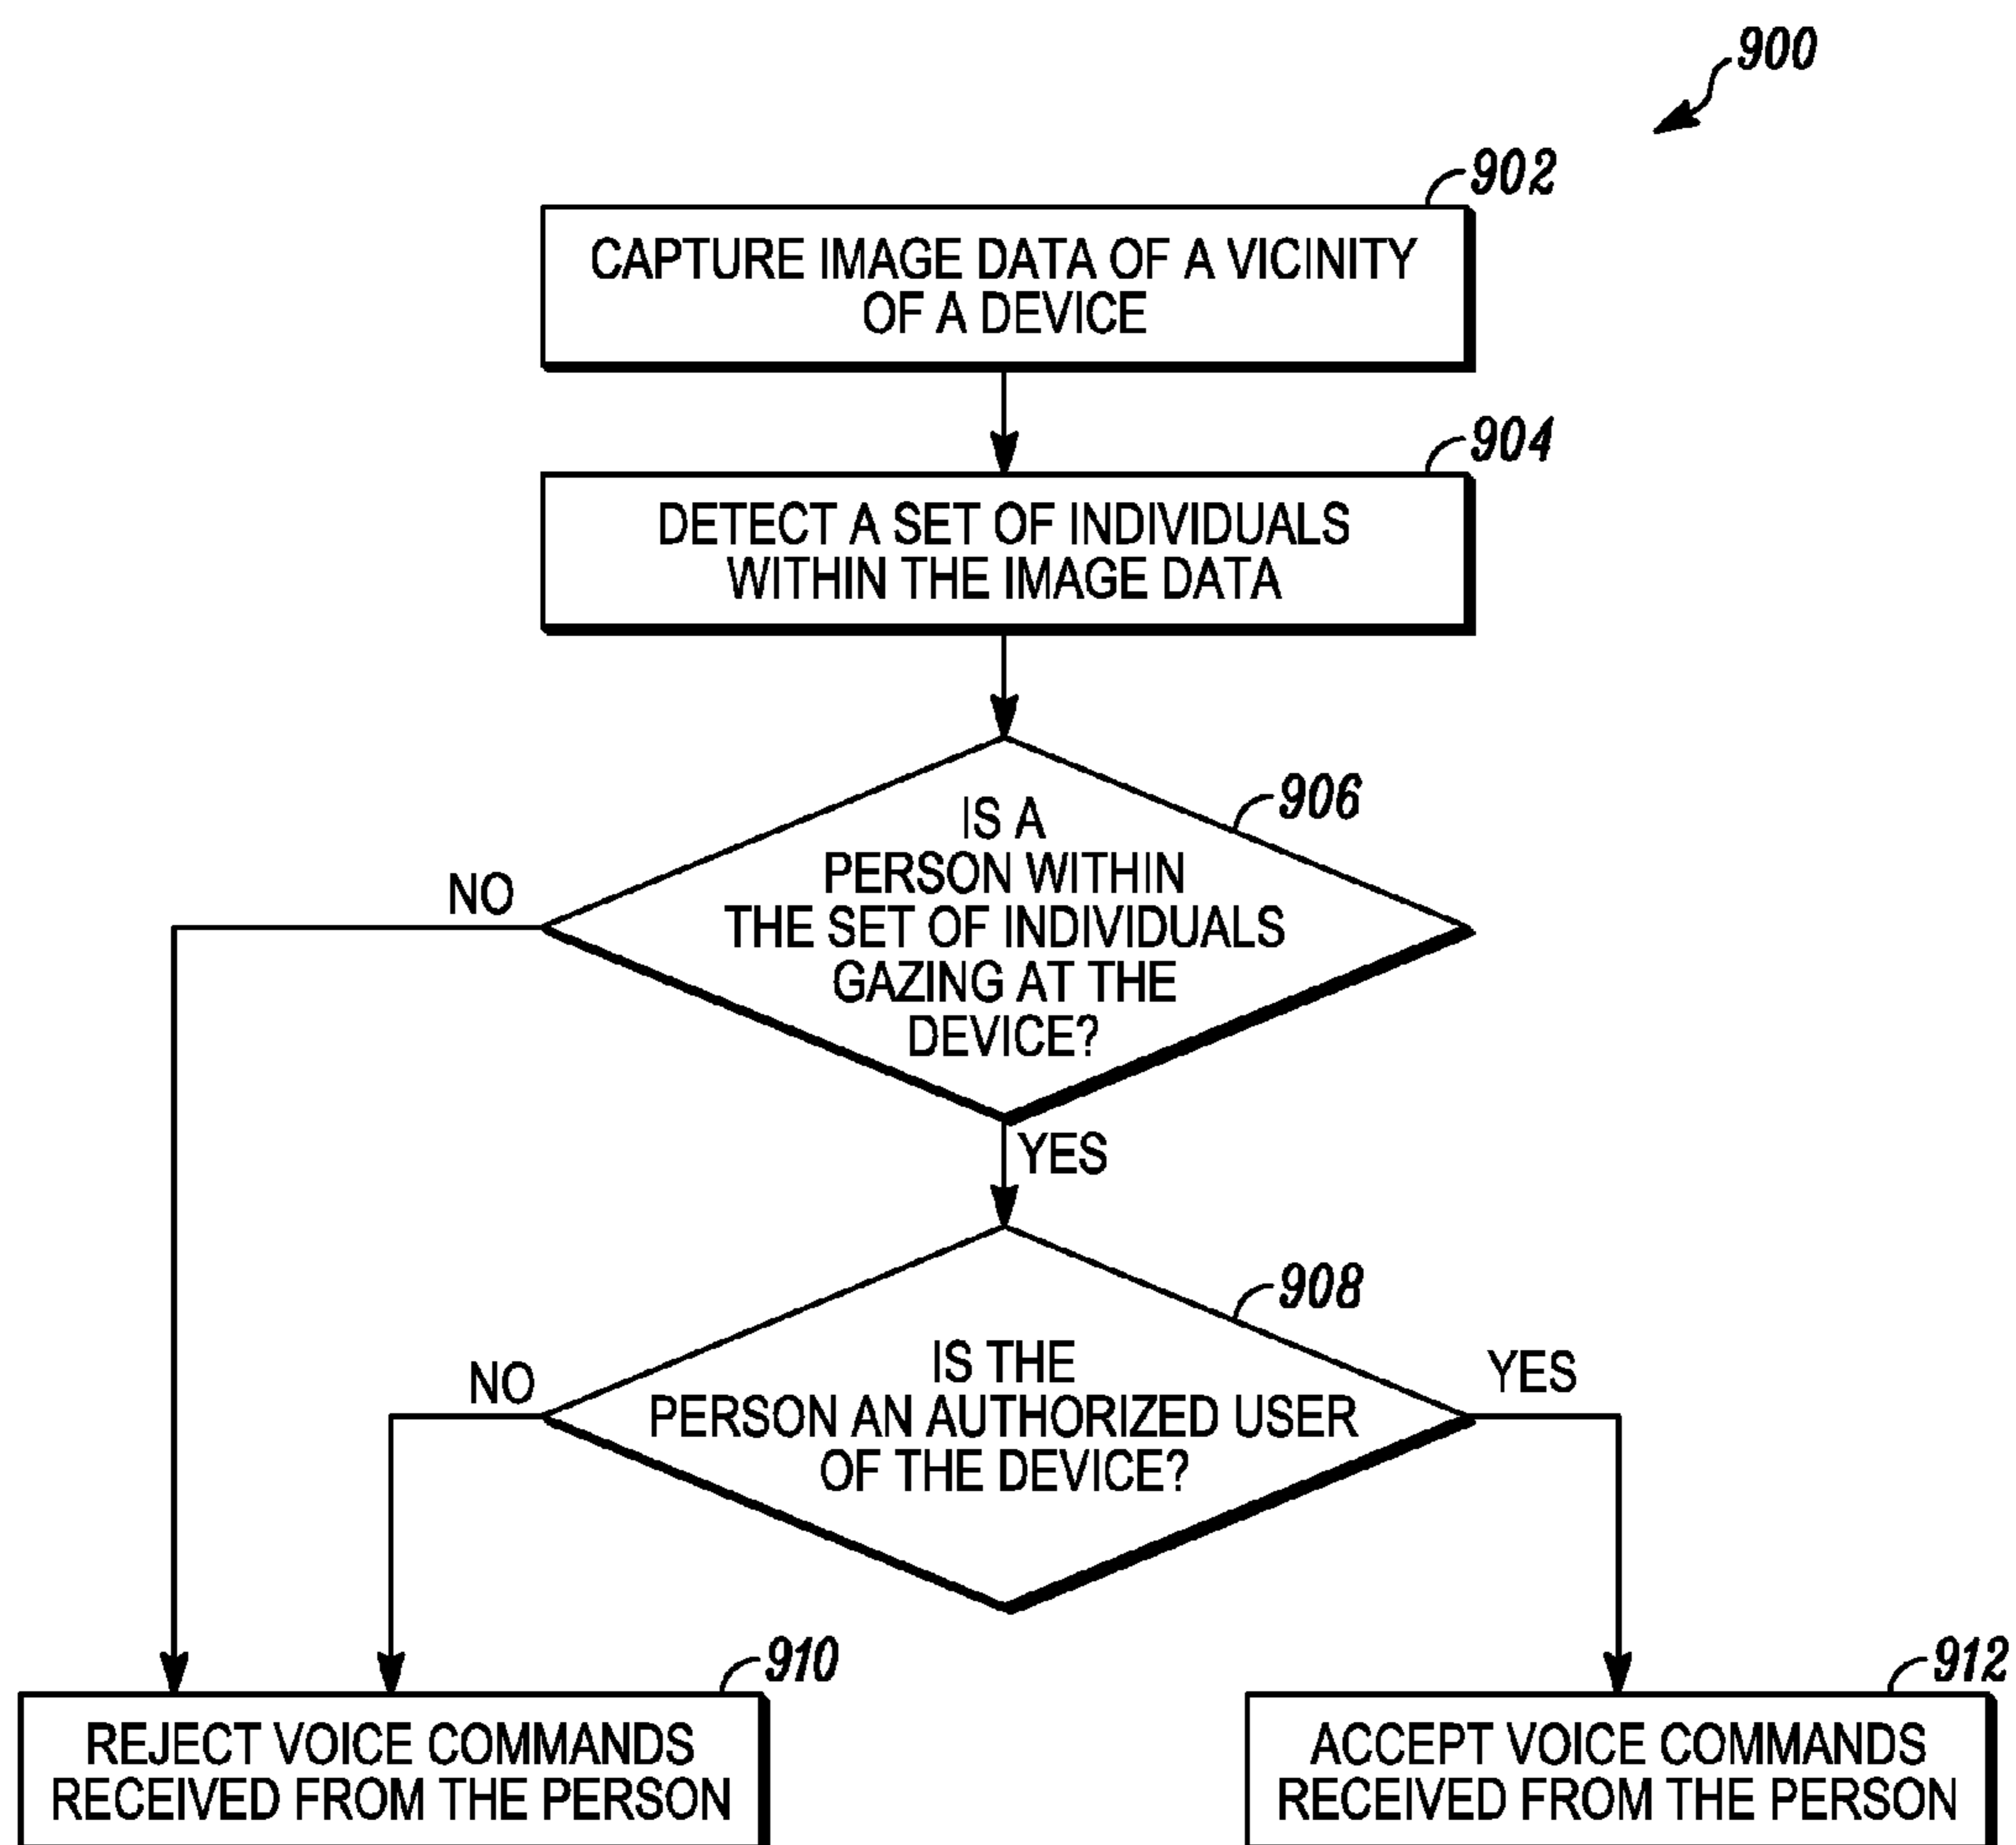 900
902
CAPTURE IMAGE DATA OF A VICINITY
OF A DEVICE
904
DETECT A SET OF INDIVIDUALS
WITHIN THE IMAGE DATA
906
IS A
PERSON WITHIN
THE SET OF INDIVIDUALS
GAZING AT THE
DEVICE?
NO
YES
908
IS THE
PERSON AN AUTHORIZED USER
OF THE DEVICE?
NO
YES
910
REJECT VOICE COMMANDS
RECEIVED FROM THE PERSON
912
ACCEPT VOICE COMMANDS
RECEIVED FROM THE PERSON